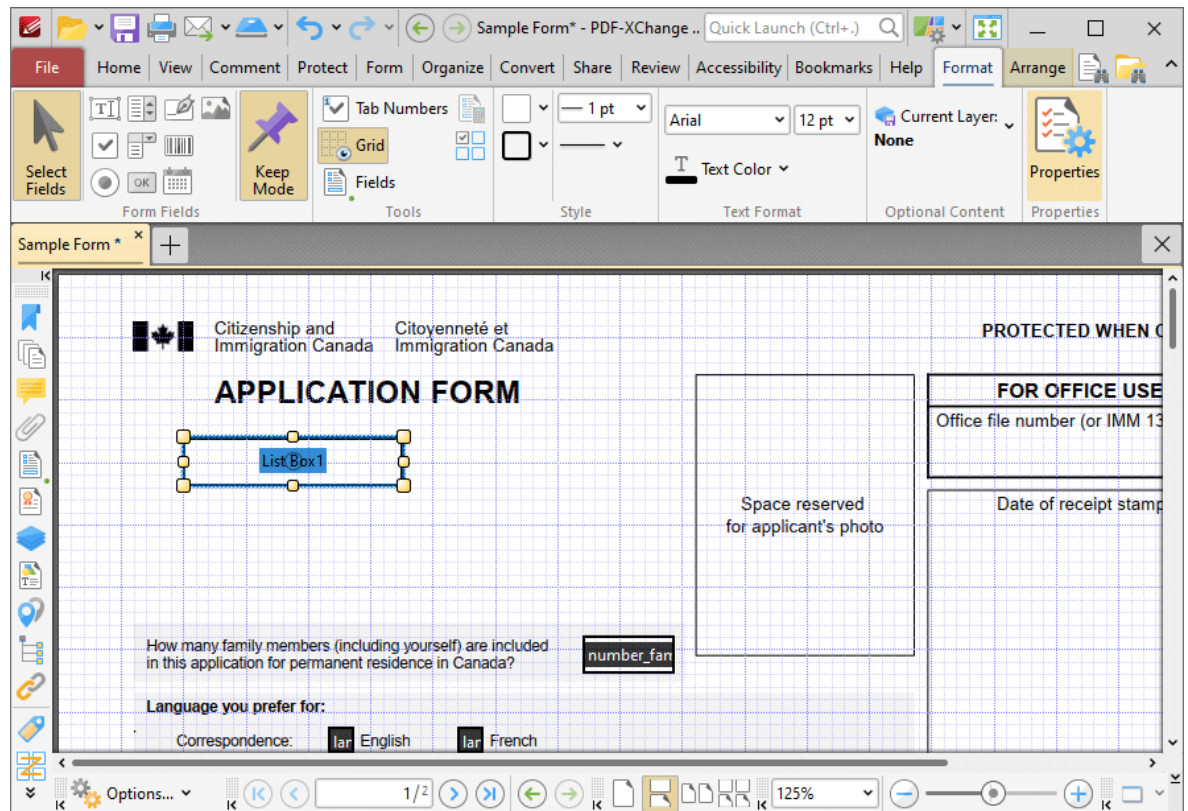 Sample Form* - PDF-XChange ..
Quick Launch (Ctrl+.)
File
Home
View
Comment
Protect
Form
Organize
Convert
Share
Review
Accessibility
Bookmarks
Help
Format
Arrange
Select
Fields
OK
Keep
Mode
Tab Numbers
Grid
Fields
1 pt
Arial
12 pt
Text Color
Current Layer:
None
Properties
Form Fields
Tools
Style
Text Format
Optional Content
Properties
Sample Form *
Citizenship and
Immigration Canada
Citoyenneté et
Immigration Canada
PROTECTED WHEN
APPLICATION FORM
FOR OFFICE USE
Office file number (or IMM 13
List Box1
Space reserved
for applicant's photo
Date of receipt stamp
How many family members (including yourself) are included
in this application for permanent residence in Canada?
number_fan
Language you prefer for:
Correspondence:
lar
English
lar
French
Options...
1/2
125%